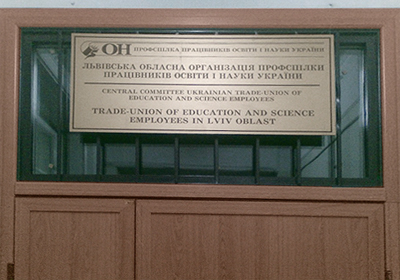 ОН ПРОФСПІЛКА ПРАЦІВНИКІВ ОСВІТИ І НАУКИ УКРАЇНИ
ЛЬВІВСЬКА ОБЛАСНА ОРГАНІЗАЦІЯ ПРОФСПІЛКИ
ПРАЦІВНИКІВ ОСВІТИ І НАУКИ УКРАЇНИ
CENTRAL COMMITTEE UKRAINIAN TRADE-UNION OF
EDUCATION AND SCIENCE EMPLOYEES
TRADE-UNION OF EDUCATION AND SCIENCE
EMPLOYEES IN LVIV OBLAST